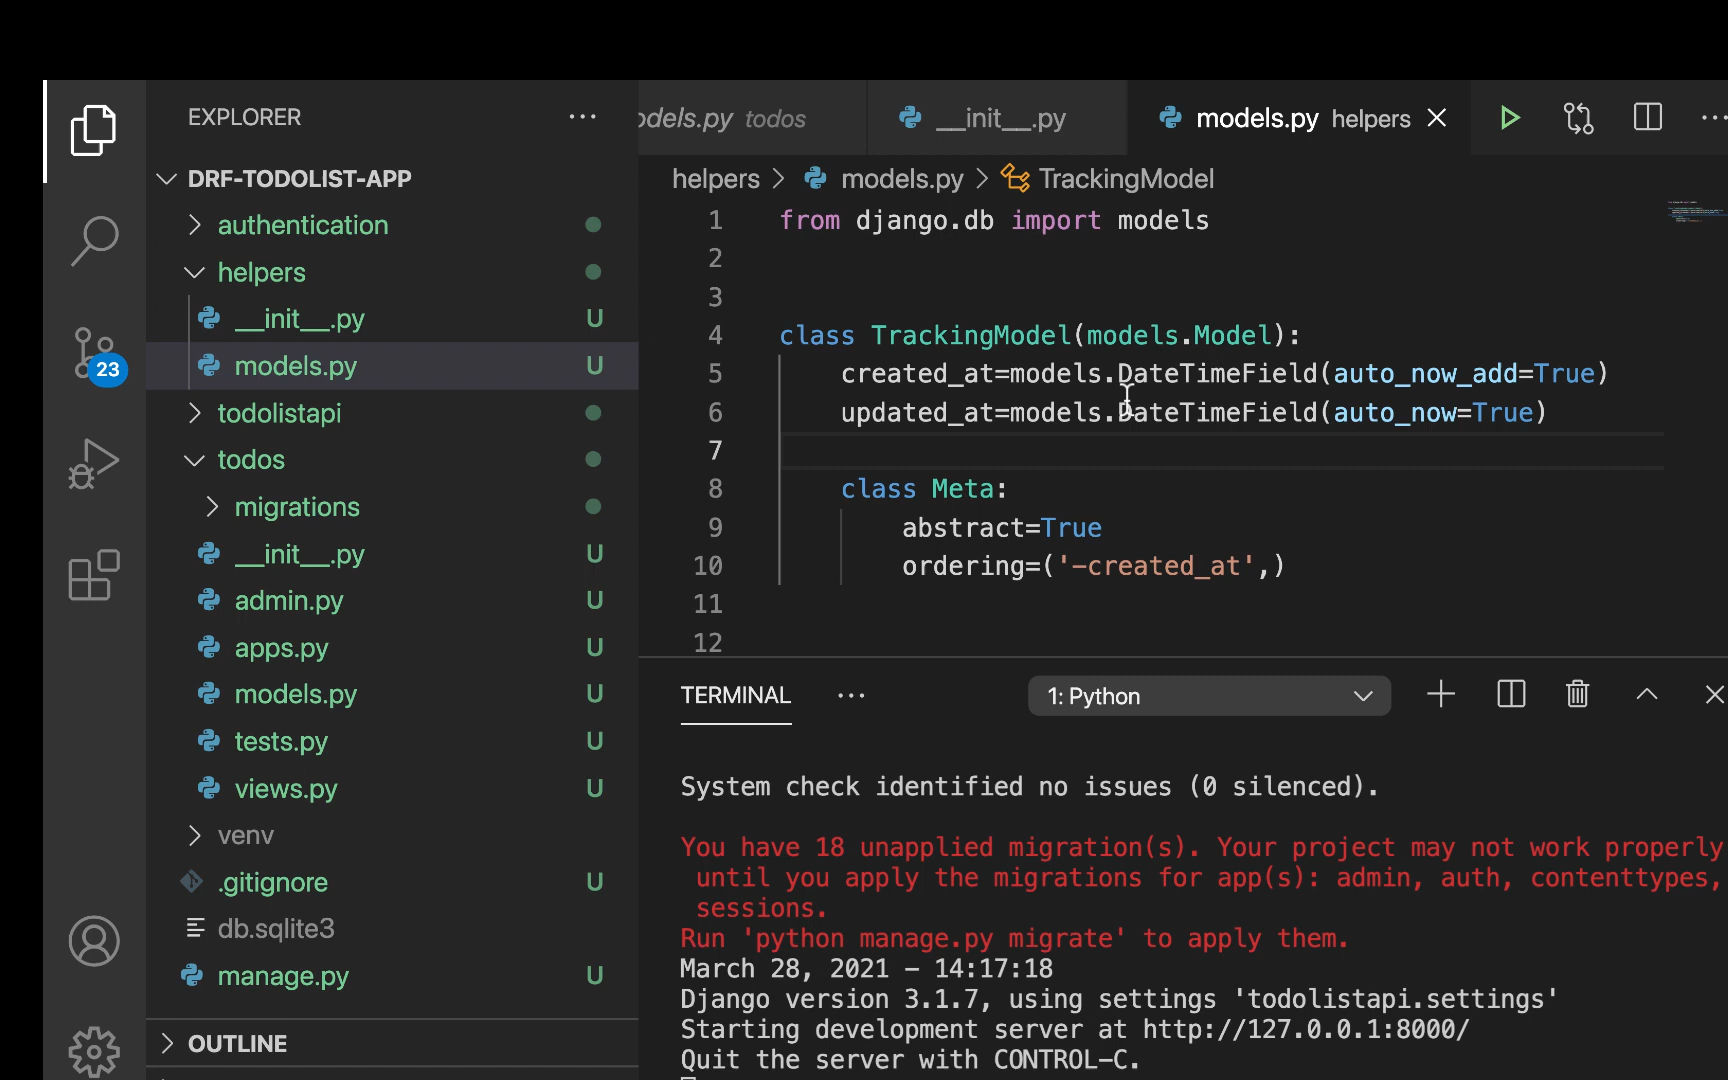 EXPLORER
DRF-TODOLIST-APP
authentication
helpers
__init__.py U
models.py U
todolistapi
todos
migrations
__init__.py U
admin.py U
apps.py U
models.py U
tests.py U
views.py U
venv
.gitignore U
db.sqlite3
manage.py U
OUTLINE
23
odels.py todos
__init__.py
models.py helpers
helpers > models.py > TrackingModel
1 from django.db import models
2
3
4 class TrackingModel(models.Model):
5 created_at=models.DateTimeField(auto_now_add=True)
6 updated_at=models.DateTimeField(auto_now=True)
7
8 class Meta:
9 abstract=True
10 ordering=('-created_at',)
11
12
TERMINAL
1: Python
System check identified no issues (0 silenced).
You have 18 unapplied migration(s). Your project may not work properly
until you apply the migrations for app(s): admin, auth, contenttypes,
sessions.
Run 'python manage.py migrate' to apply them.
March 28, 2021 - 14:17:18
Django version 3.1.7, using settings 'todolistapi.settings'
Starting development server at http://127.0.0.1:8000/
Quit the server with CONTROL-C.